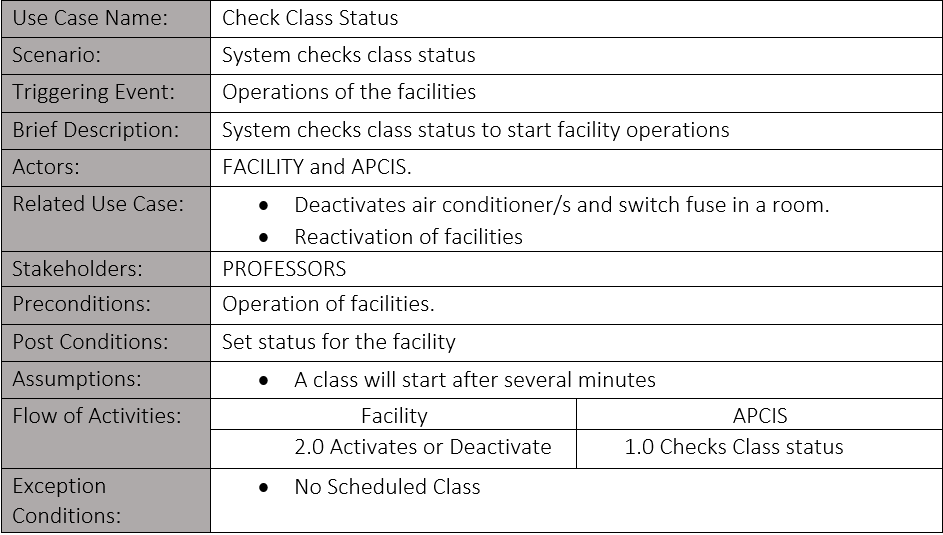 Use Case Name: Check Class Status
Scenario: System checks class status
Triggering Event: Operations of the facilities
Brief Description: System checks class status to start facility operations
Actors: FACILITY and APCIS.
Related Use Case: • Deactivates air conditioner/s and switch fuse in a room.
• Reactivation of facilities
Stakeholders: PROFESSORS
Preconditions: Operation of facilities.
Post Conditions: Set status for the facility
Assumptions: • A class will start after several minutes
Flow of Activities: Facility APCIS
2.0 Activates or Deactivate 1.0 Checks Class status
Exception • No Scheduled Class
Conditions: